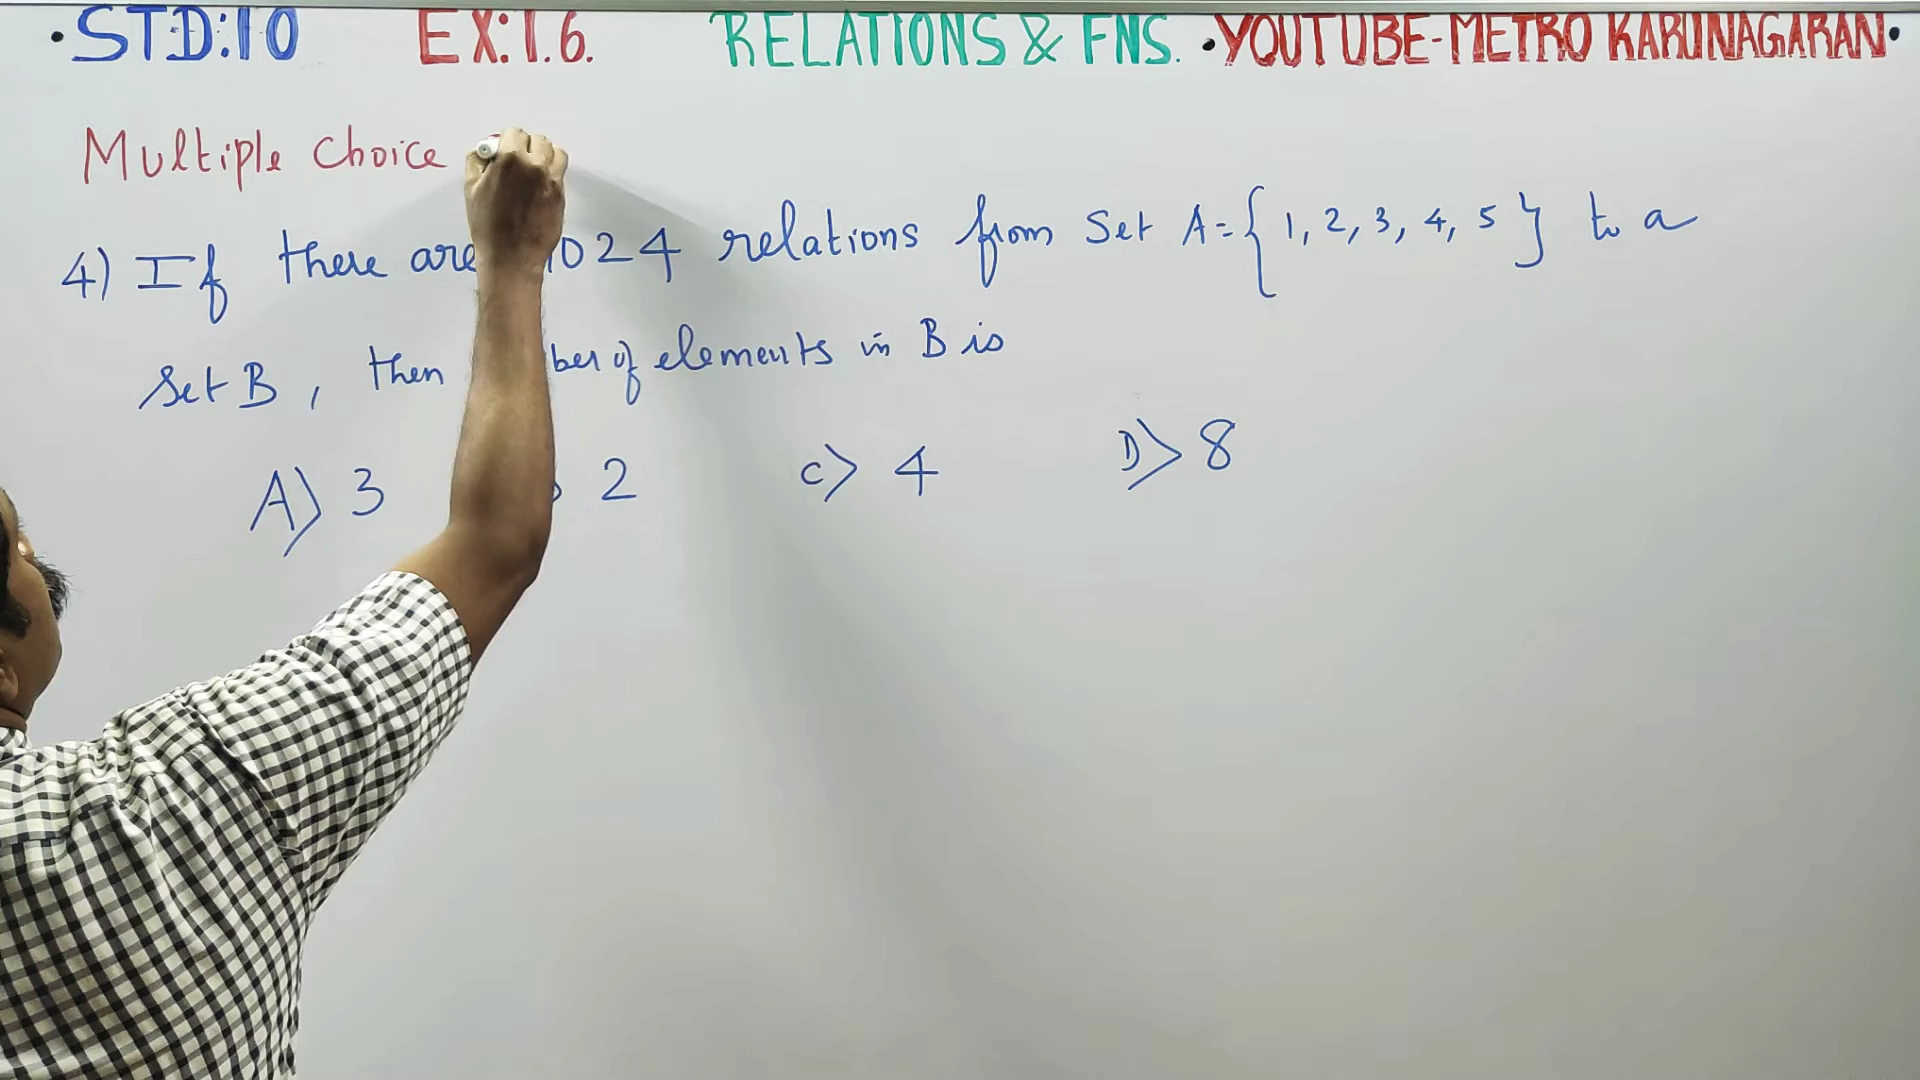 •STD:10 EX:1.6. RELATIONS & FNS. •YOUTUBE-METRO KARUNAGARAN•
Multiple Choice
4) If there are 1024 relations from Set A={1, 2, 3, 4, 5} to a
Set B, then ber of elements in B is
A) 3 2 C) 4 D) 8